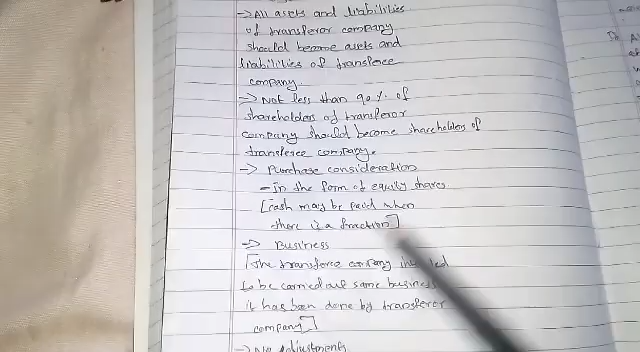 → All assets and liabilities
of transferor company
should become assets and
liabilities of transferee
company.
→ Not less than 90% of
shareholders of transferor
company should become shareholders of
transferee company.
→ Purchase consideration
- in the form of equity shares
[cash may be paid when
there is a fraction]
→ Business
[The transferee company
to be carried out same business
it has been done by transferor
company]
→ No adjustments